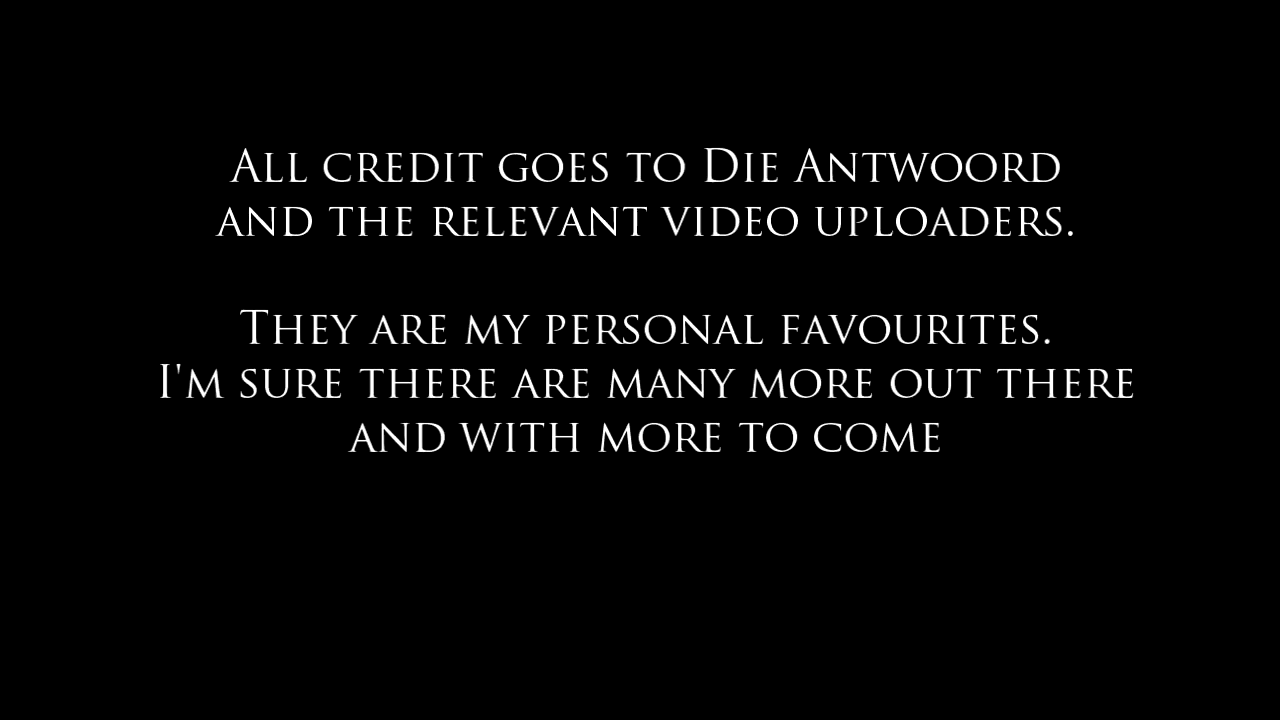 All credit goes to Die Antwoord
and the relevant video uploaders.
They are my personal favourites.
I'm sure there are many more out there
and with more to come